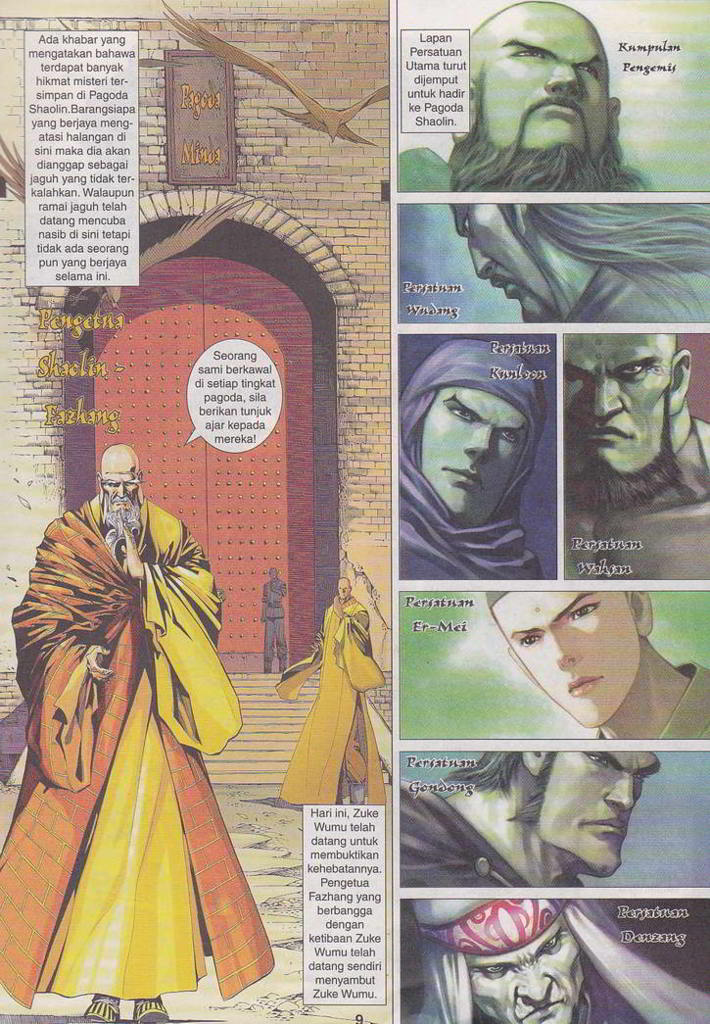 Ada khabar yang
mengatakan bahawa
terdapat banyak
hikmat misteri ter-
simpan di Pagoda
Shaolin.Barangsiapa
yang berjaya meng-
atasi halangan di
sini maka dia akan
dianggap sebagai
jaguh yang tidak ter-
kalahkan. Walaupun
ramai jaguh telah
datang mencuba
nasib di sini tetapi
tidak ada seorang
pun yang berjaya
selama ini.
Pagoda
Minoa
Pengetua
Shaolin -
Fazhang
Seorang
sami berkawal
di setiap tingkat
pagoda, sila
berikan tunjuk
ajar kepada
mereka!
Hari ini, Zuke
Wumu telah
datang untuk
membuktikan
kehebatannya.
Pengetua
Fazhang yang
berbangga
dengan
ketibaan Zuke
Wumu telah
datang sendiri
menyambut
Zuke Wumu.
9
Lapan
Persatuan
Utama turut
dijemput
untuk hadir
ke Pagoda
Shaolin.
Kumpulan
Pengemis
Persatuan
Wudang
Persatuan
Kunloon
Persatuan
Wahsan
Persatuan
Er-Mei
Persatuan
Gondong
Persatuan
Denzang